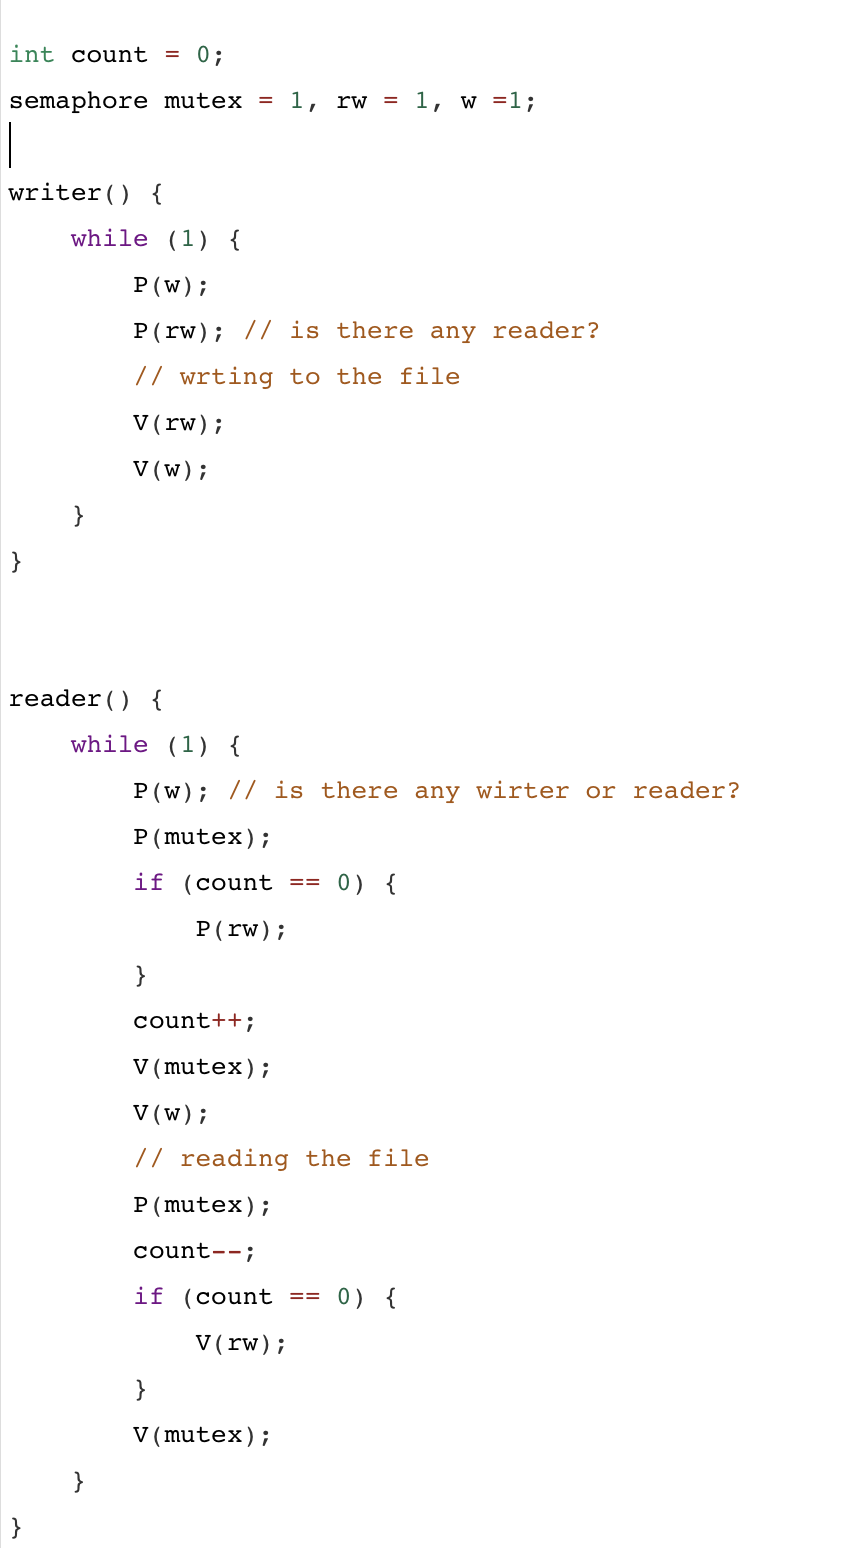 int count = 0;
semaphore mutex = 1, rw = 1, w =1;
writer() {
    while (1) {
        P(w);
        P(rw); // is there any reader?
        // wrting to the file
        V(rw);
        V(w);
    }
}
reader() {
    while (1) {
        P(w); // is there any wirter or reader?
        P(mutex);
        if (count == 0) {
            P(rw);
        }
        count++;
        V(mutex);
        V(w);
        // reading the file
        P(mutex);
        count--;
        if (count == 0) {
            V(rw);
        }
        V(mutex);
    }
}